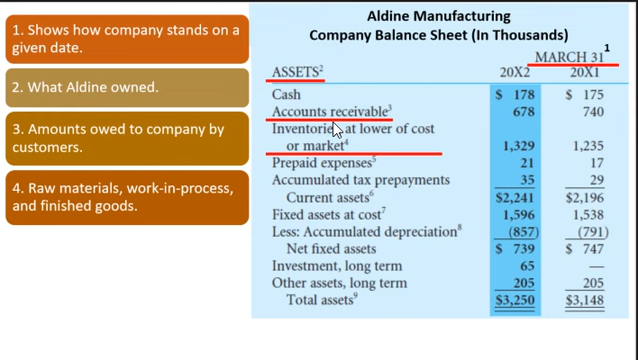 Aldine Manufacturing
Company Balance Sheet (In Thousands)
1. Shows how company stands on a
given date.
2. What Aldine owned.
3. Amounts owed to company by
customers.
4. Raw materials, work-in-process,
and finished goods.
MARCH 31¹
ASSETS² 20X2 20X1
Cash $ 178 $ 175
Accounts receivable³ 678 740
Inventories at lower of cost
or market⁴ 1,329 1,235
Prepaid expenses⁵ 21 17
Accumulated tax prepayments 35 29
Current assets⁶ $2,241 $2,196
Fixed assets at cost⁷ 1,596 1,538
Less: Accumulated depreciation⁸ (857) (791)
Net fixed assets $ 739 $ 747
Investment, long term 65 —
Other assets, long term 205 205
Total assets⁹ $3,250 $3,148